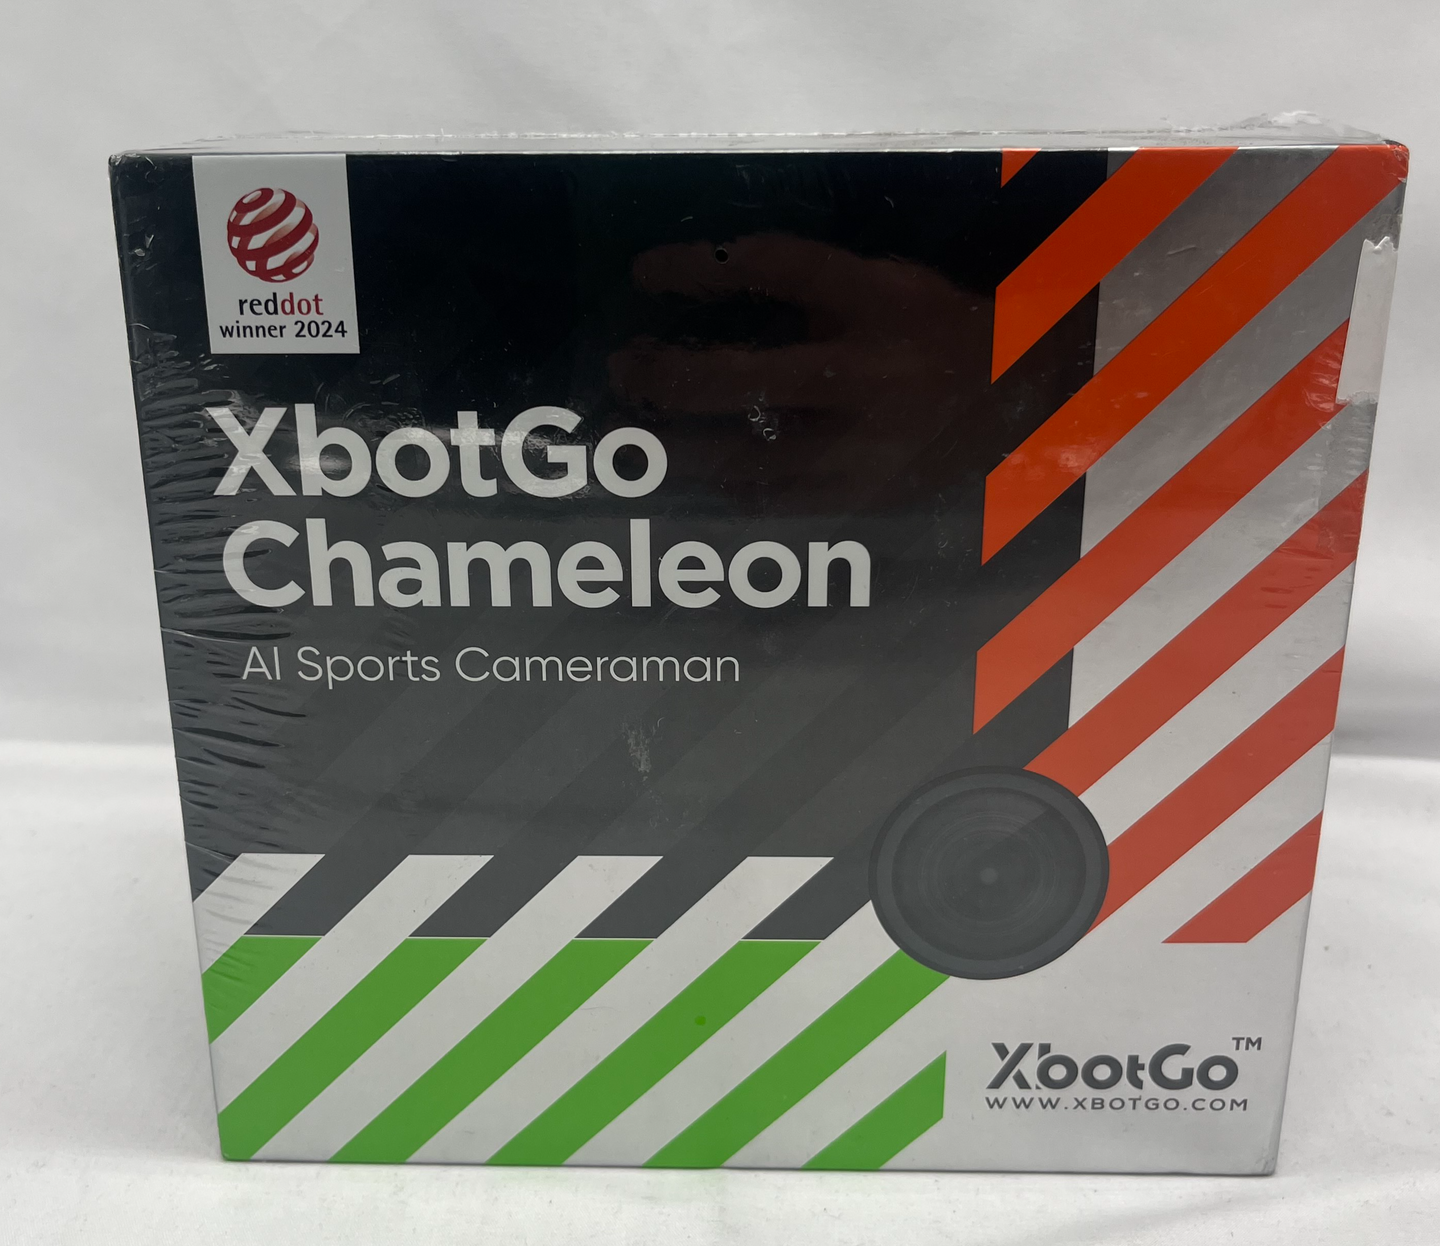 reddot
winner 2024
XbotGo
Chameleon
AI Sports Cameraman
XbotGo™
WWW.XBOTGO.COM